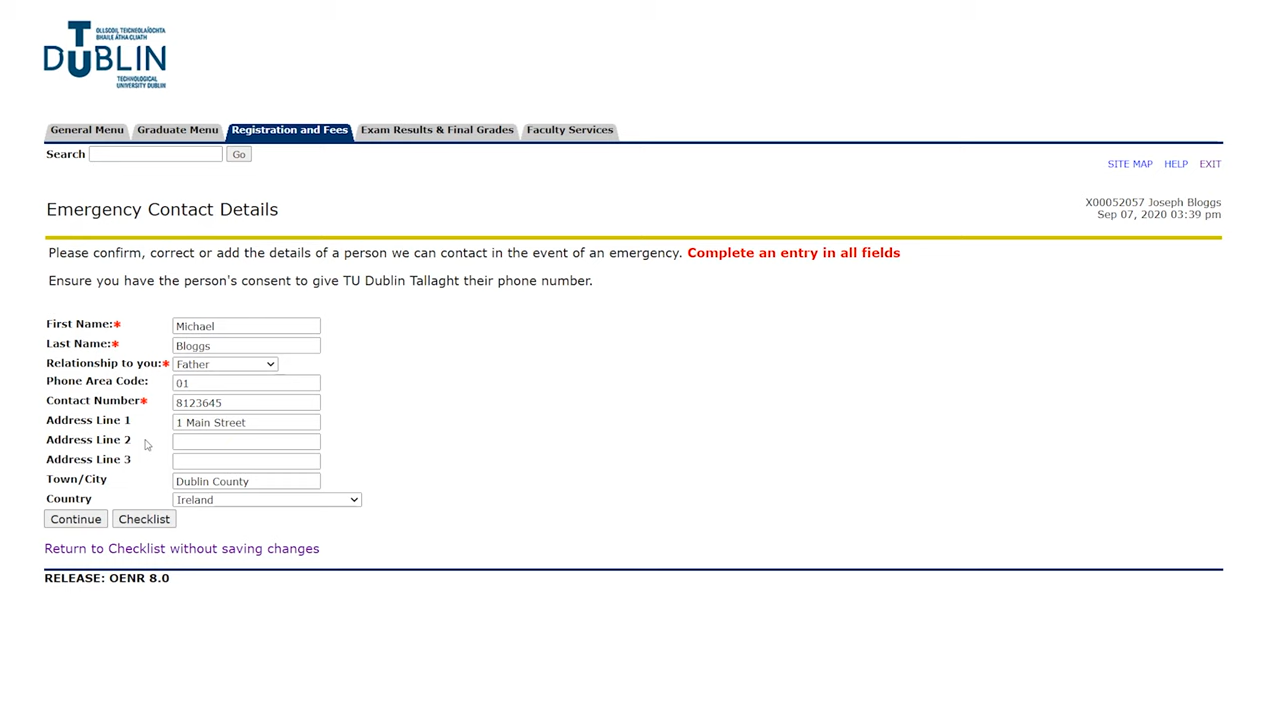 OLLSCOIL TEICNEOLAÍOCHTA
BHAILE ÁTHA CLIATH
TU DUBLIN
TECHNOLOGICAL
UNIVERSITY DUBLIN
General Menu Graduate Menu Registration and Fees Exam Results & Final Grades Faculty Services
Search Go
SITE MAP HELP EXIT
X00052057 Joseph Bloggs
Sep 07, 2020 03:39 pm
Emergency Contact Details
Please confirm, correct or add the details of a person we can contact in the event of an emergency. Complete an entry in all fields
Ensure you have the person's consent to give TU Dublin Tallaght their phone number.
First Name:* Michael
Last Name:* Bloggs
Relationship to you:* Father
Phone Area Code: 01
Contact Number* 8123645
Address Line 1 1 Main Street
Address Line 2
Address Line 3
Town/City Dublin County
Country Ireland
Continue Checklist
Return to Checklist without saving changes
RELEASE: OENR 8.0